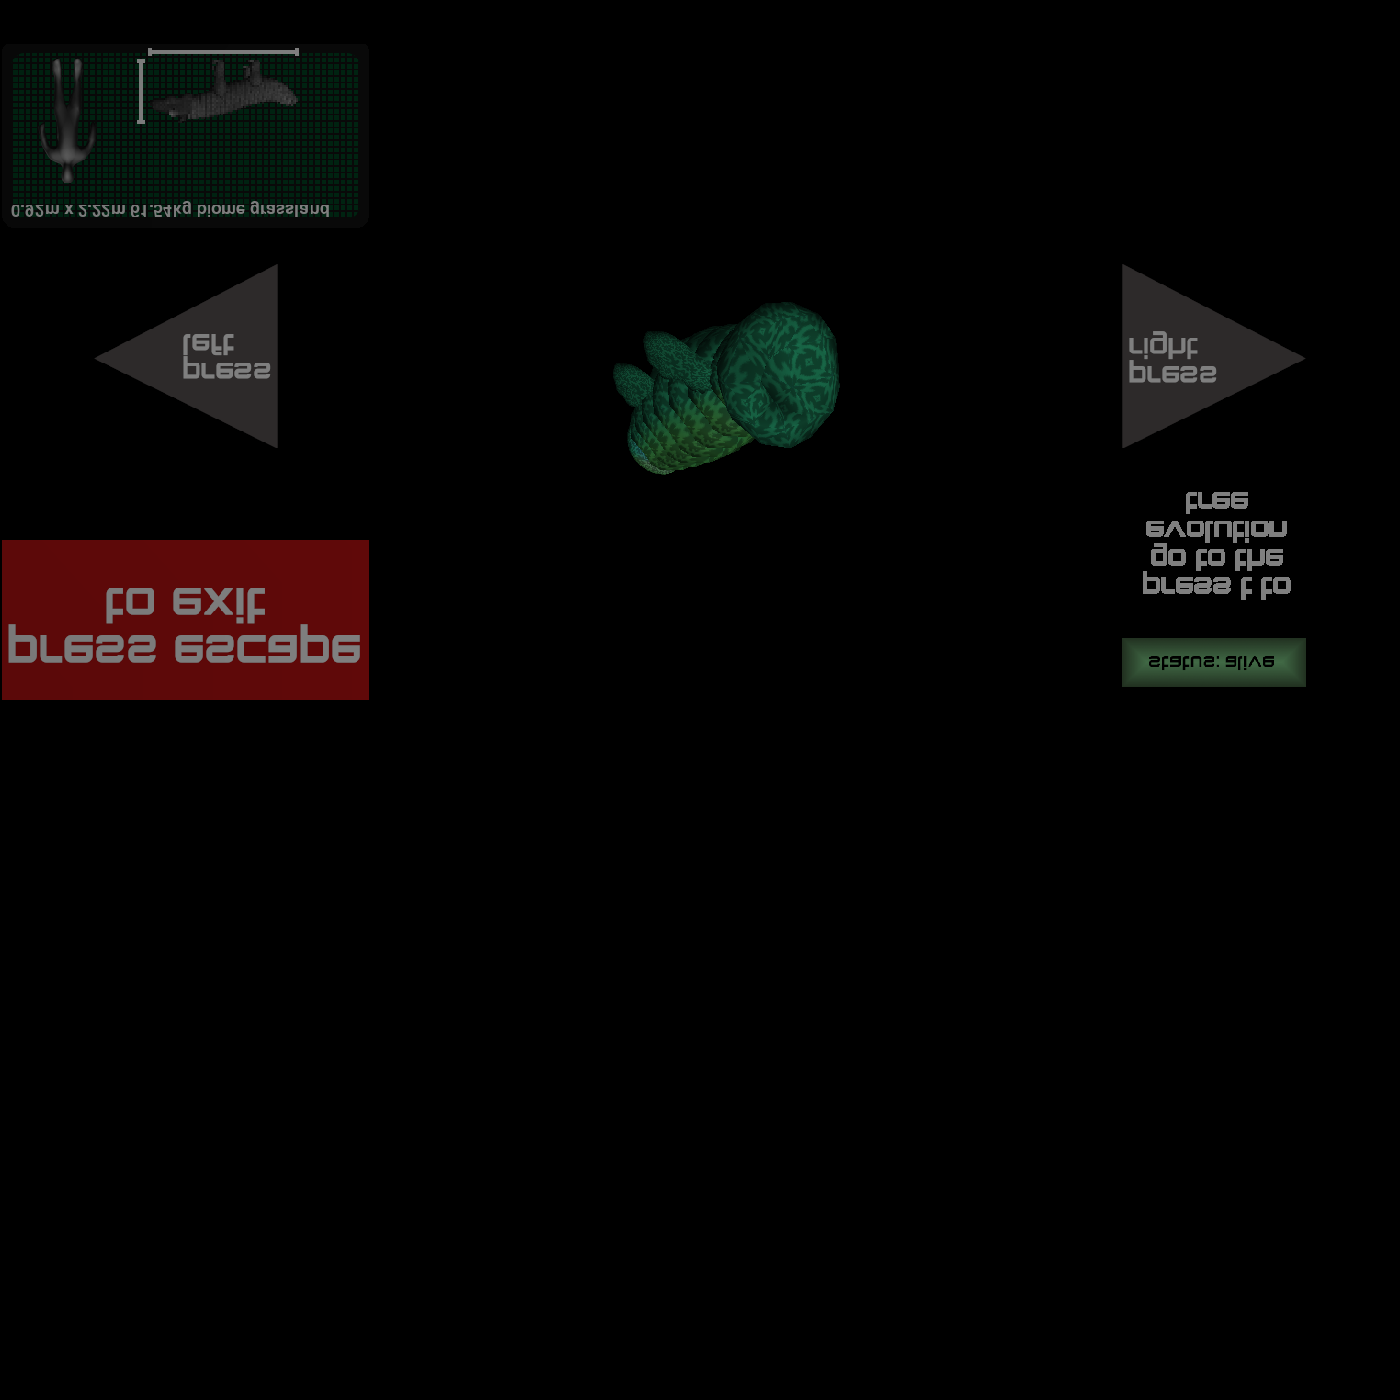 0.92m x 2.22m 61.54kg biome grassland
press
left
press
right
press escape
to exit
press t to
go to the
evolution
tree
status: alive